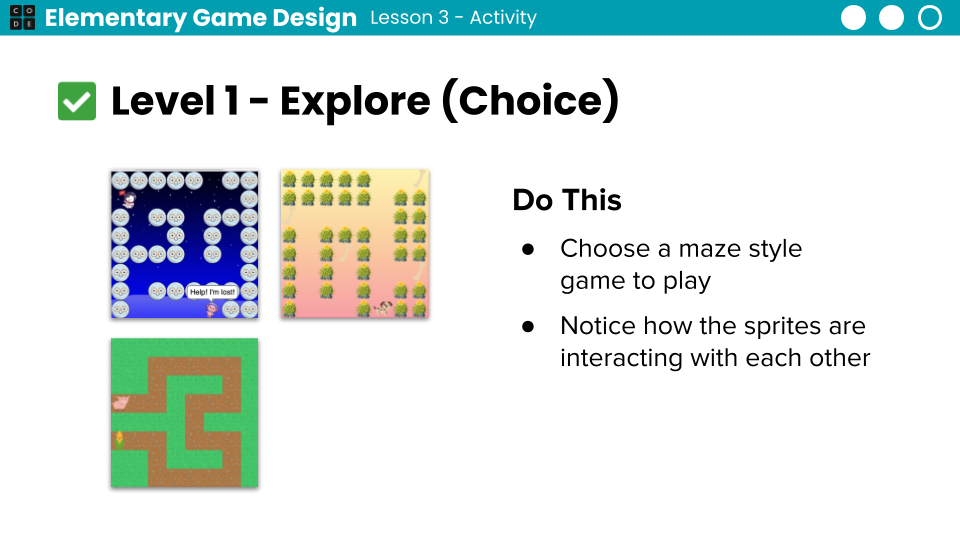 C O
D E
Elementary Game Design Lesson 3 - Activity
Level 1 - Explore (Choice)
Help! I'm lost!
Do This
● Choose a maze style
game to play
● Notice how the sprites are
interacting with each other